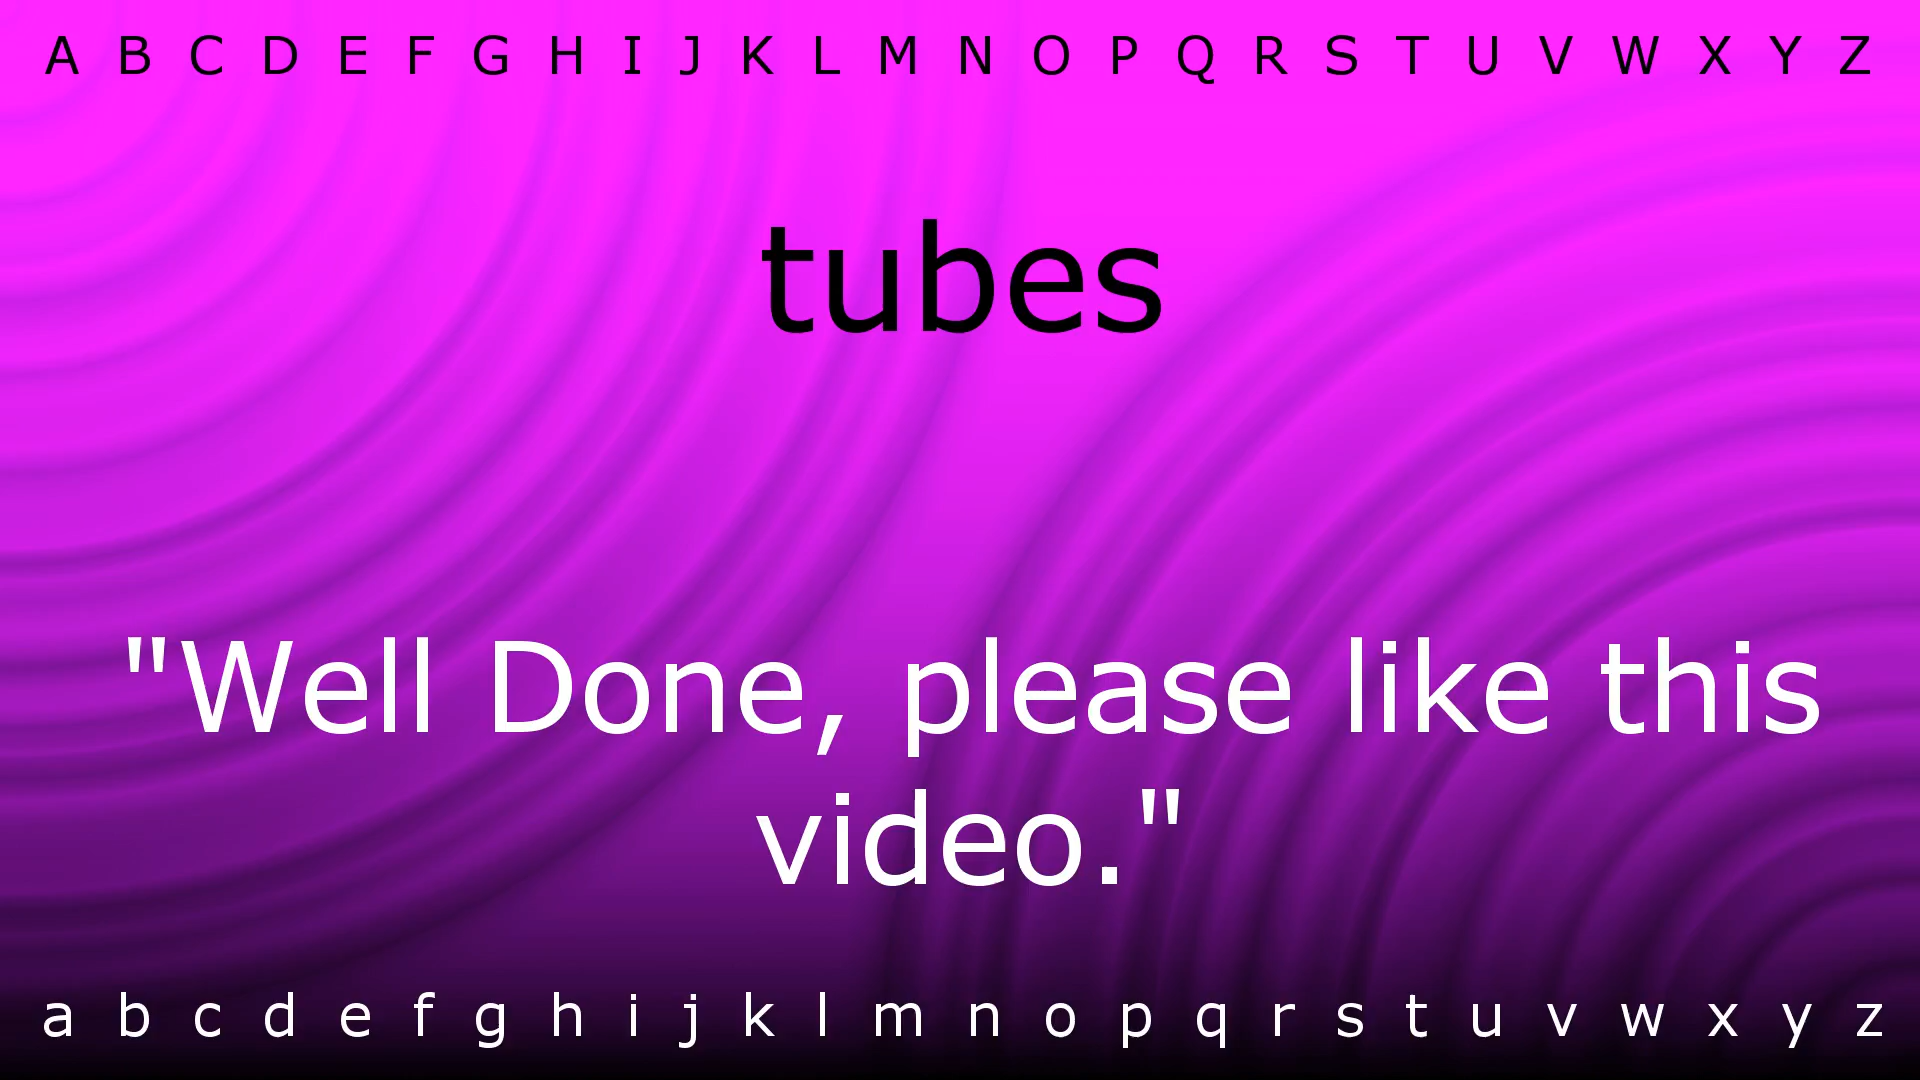 A B C D E F G H I J K L M N O P Q R S T U V W X Y Z
tubes
"Well Done, please like this
video."
a b c d e f g h i j k l m n o p q r s t u v w x y z